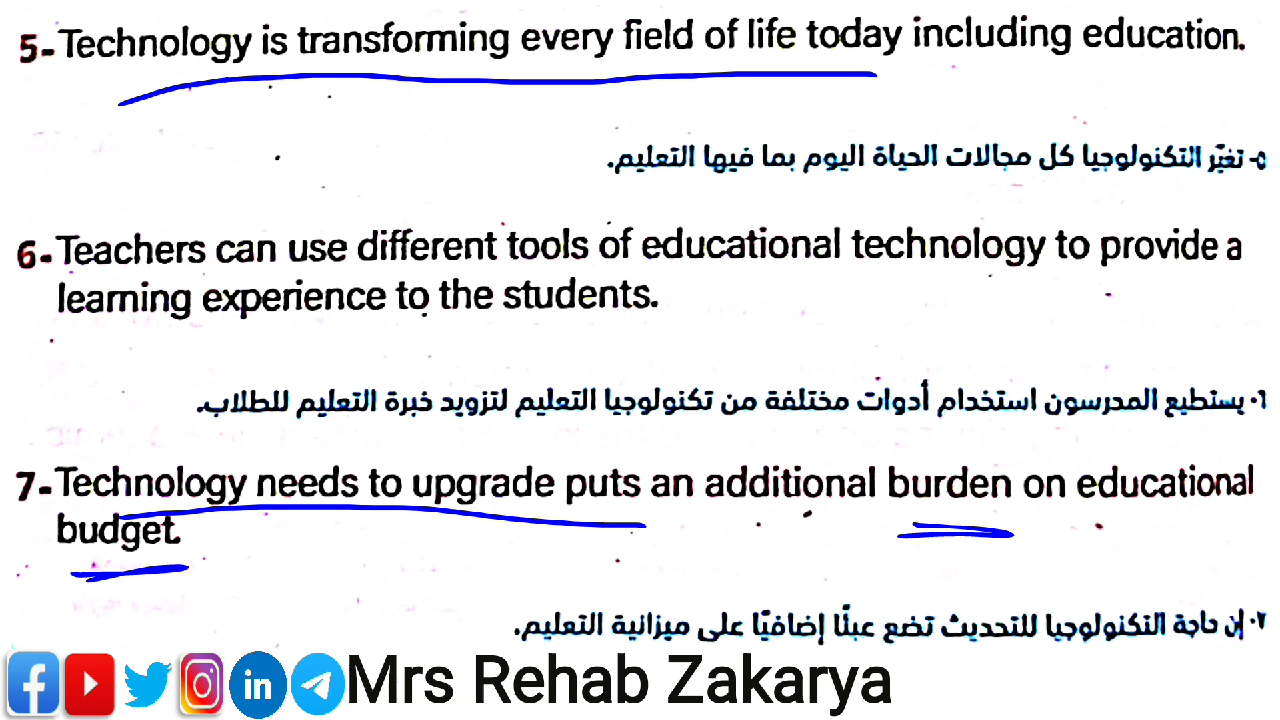 5-Technology is transforming every field of life today including education.
٥- تغيّر التكنولوجيا كل مجالات الحياة اليوم بما فيها التعليم.
6-Teachers can use different tools of educational technology to provide a
learning experience to the students.
٦- يستطيع المدرسون استخدام أدوات مختلفة من تكنولوجيا التعليم لتزويد خبرة التعليم للطلاب.
7-Technology needs to upgrade puts an additional burden on educational
budget.
٧- إن حاجة التكنولوجيا للتحديث تضع عبئًا إضافيًا على ميزانية التعليم.
Mrs Rehab Zakarya